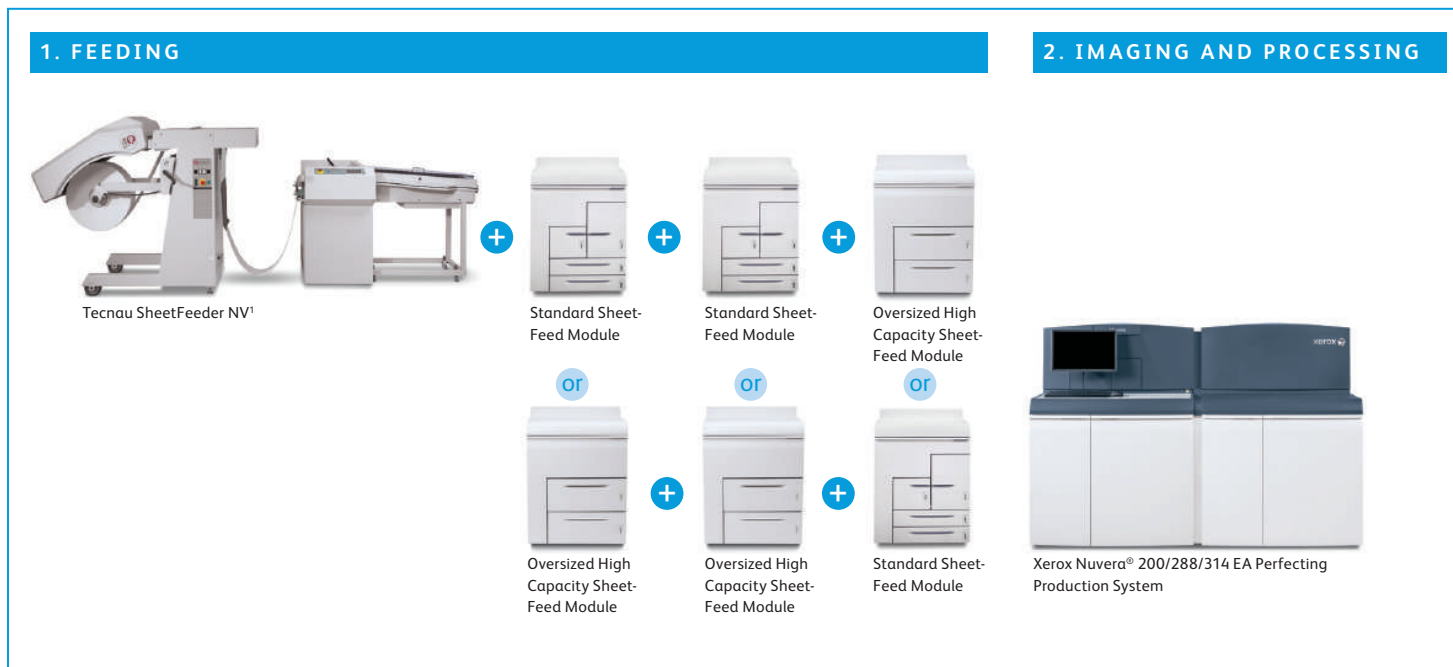 1. FEEDING
2. IMAGING AND PROCESSING
Tecnau SheetFeeder NV¹
Standard Sheet-
Feed Module
Standard Sheet-
Feed Module
Oversized High
Capacity Sheet-
Feed Module
or
or
or
xerox
Oversized High
Capacity Sheet-
Feed Module
Oversized High
Capacity Sheet-
Feed Module
Standard Sheet-
Feed Module
Xerox Nuvera® 200/288/314 EA Perfecting
Production System